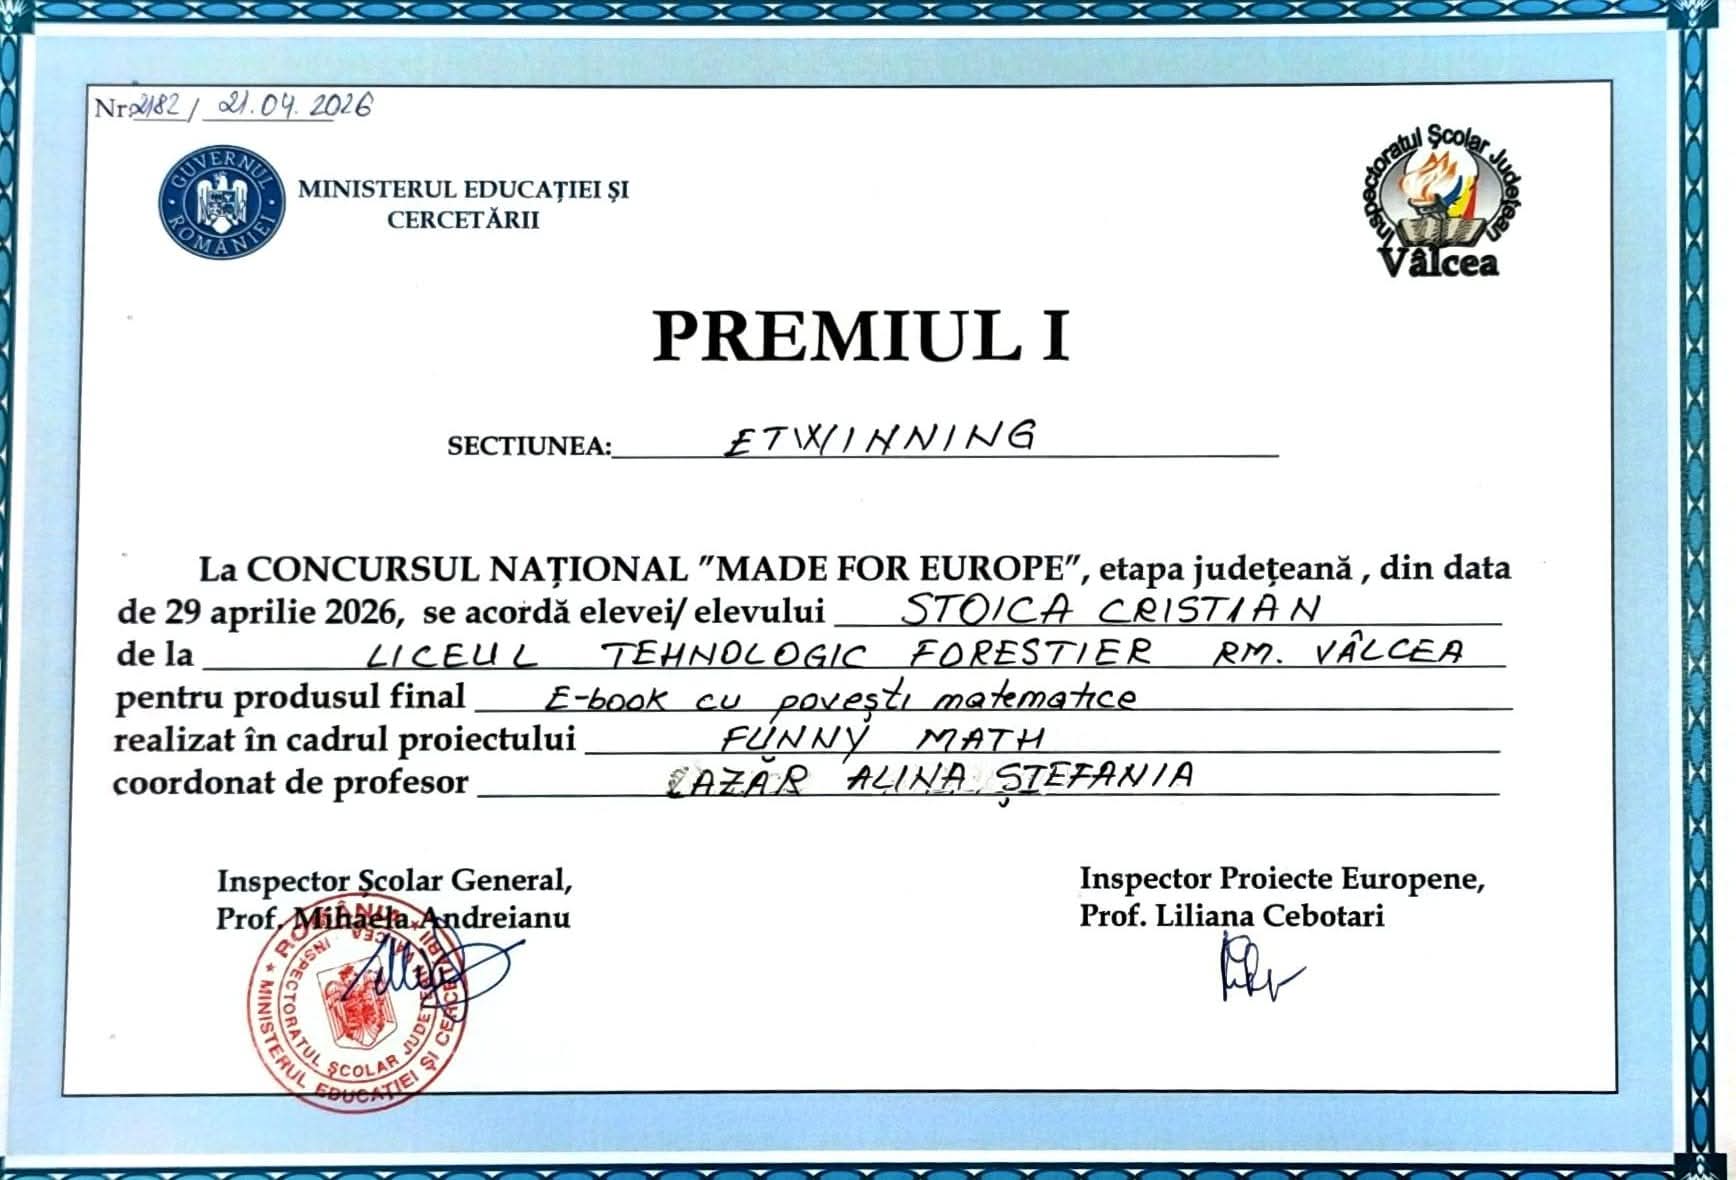 Nr. 2182 / 21.04.2026
GUVERNUL ROMÂNIEI
MINISTERUL EDUCAȚIEI ȘI
CERCETĂRII
Inspectoratul Școlar Județean
Vâlcea
PREMIUL I
SECTIUNEA: ETWINNING
La CONCURSUL NAȚIONAL "MADE FOR EUROPE", etapa județeană , din data
de 29 aprilie 2026, se acordă elevei/ elevului STOICA CRISTIAN
de la LICEUL TEHNOLOGIC FORESTIER RM. VÂLCEA
pentru produsul final E-book cu povești matematice
realizat în cadrul proiectului FUNNY MATH
coordonat de profesor LAZĂR ALINA ȘTEFANIA
Inspector Școlar General,
Prof. Mihaela Andreianu
Inspector Proiecte Europene,
Prof. Liliana Cebotari
ROMÂNIA * MINISTERUL EDUCAȚIEI ȘI CERCETĂRII *
INSPECTORATUL ȘCOLAR JUDEȚEAN VÂLCEA